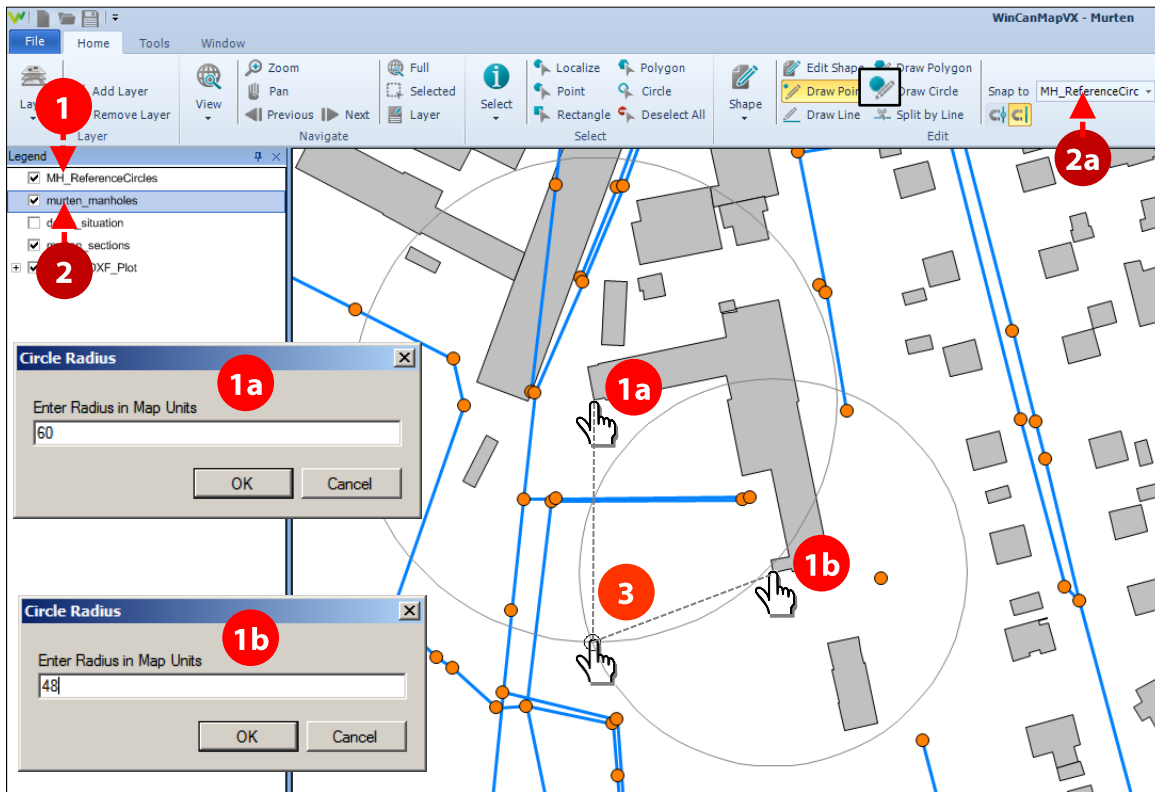 WinCanMapVX - Murten
File Home Tools Window
Add Layer
Remove Layer
Layer
View
Zoom
Pan
Previous Next
Full
Selected
Layer
Navigate
Select
Localize
Point
Rectangle
Polygon
Circle
Deselect All
Select
Shape
Edit Shape
Draw Line
Draw Polygon
Draw Circle
Split by Line
Edit
Snap to MH_ReferenceCirc
1
2a
Legend
MH_ReferenceCircles
murten_manholes
situation
sections
DXF_Plot
2
Circle Radius
1a
Enter Radius in Map Units
60
OK Cancel
1a
1b
3
Circle Radius
1b
Enter Radius in Map Units
48
OK Cancel